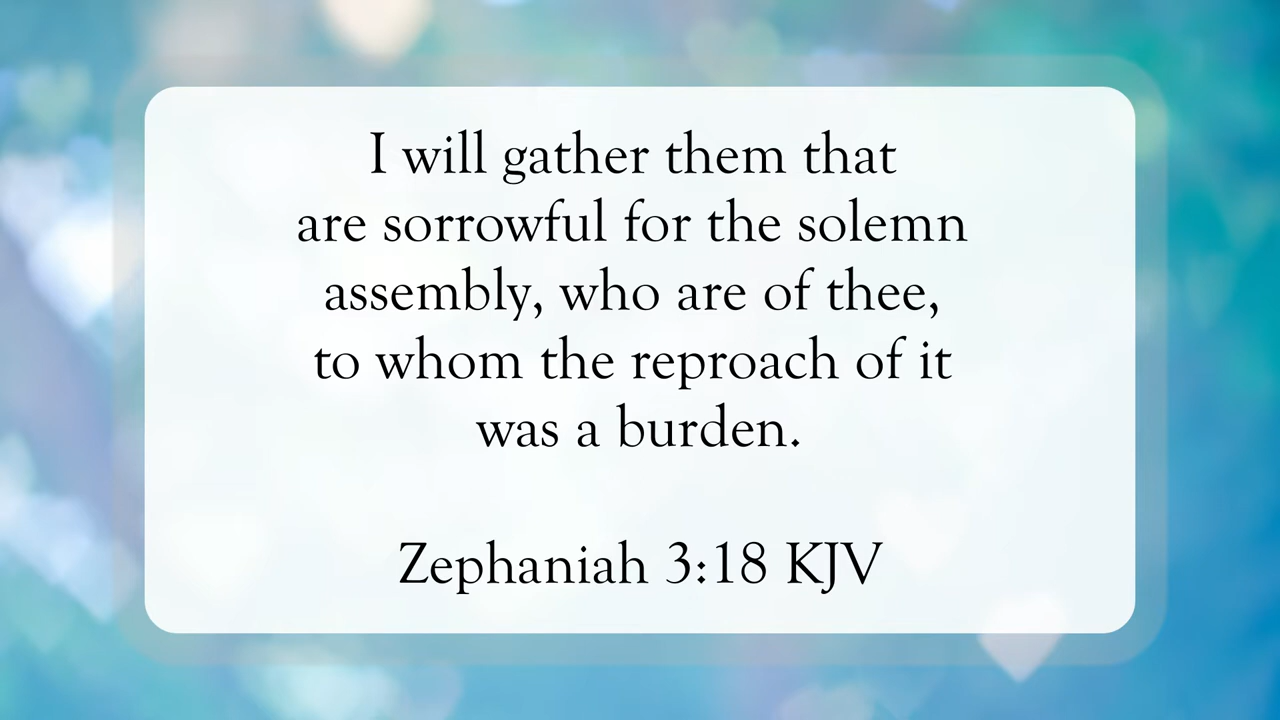 I will gather them that
are sorrowful for the solemn
assembly, who are of thee,
to whom the reproach of it
was a burden.
Zephaniah 3:18 KJV